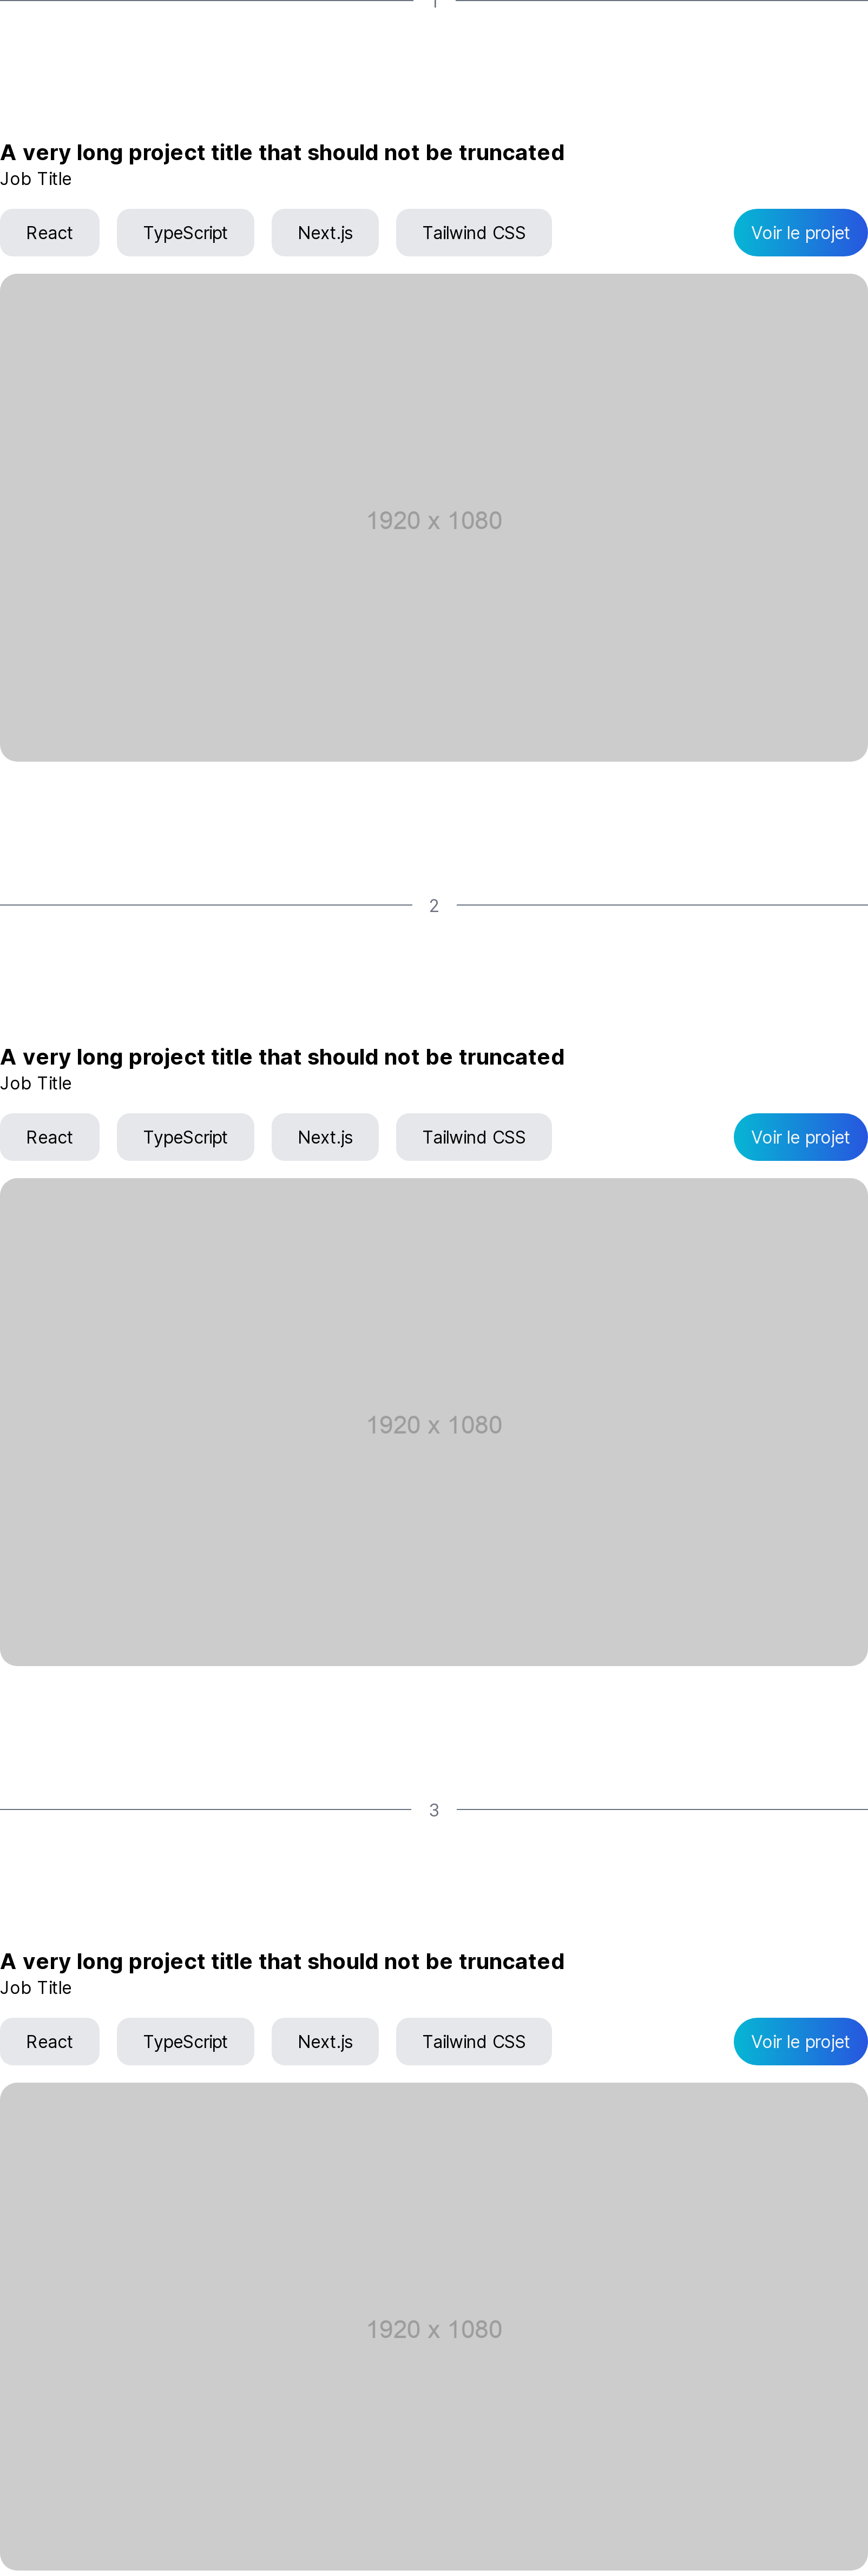 A very long project title that should not be truncated
Job Title
React TypeScript Next.js Tailwind CSS Voir le projet
1920 x 1080
2
A very long project title that should not be truncated
Job Title
React TypeScript Next.js Tailwind CSS Voir le projet
1920 x 1080
3
A very long project title that should not be truncated
Job Title
React TypeScript Next.js Tailwind CSS Voir le projet
1920 x 1080